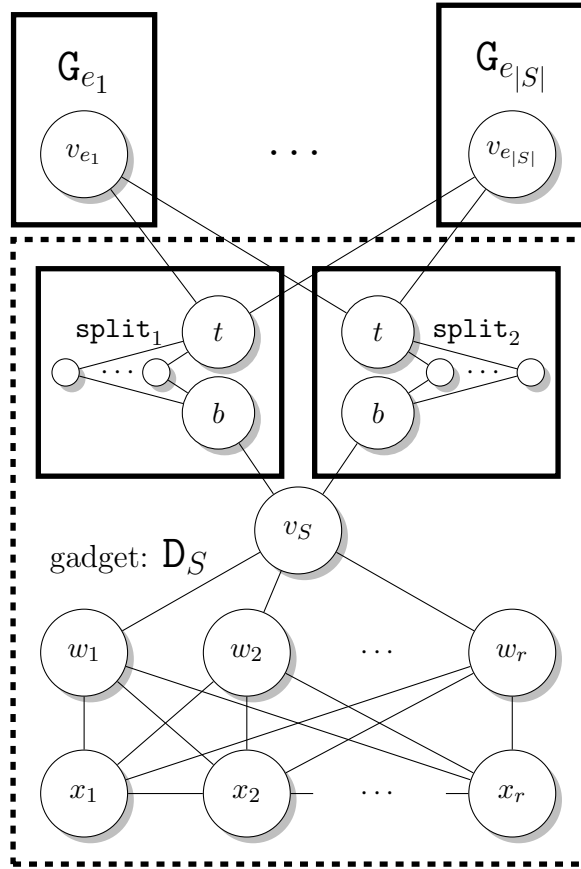 G_{e_1} G_{e_{|S|}}
v_{e_1} ... v_{e_{|S|}}
split_1 t t split_2
... ...
b b
v_S
gadget: D_S
w_1 w_2 ... w_r
x_1 x_2 ... x_r